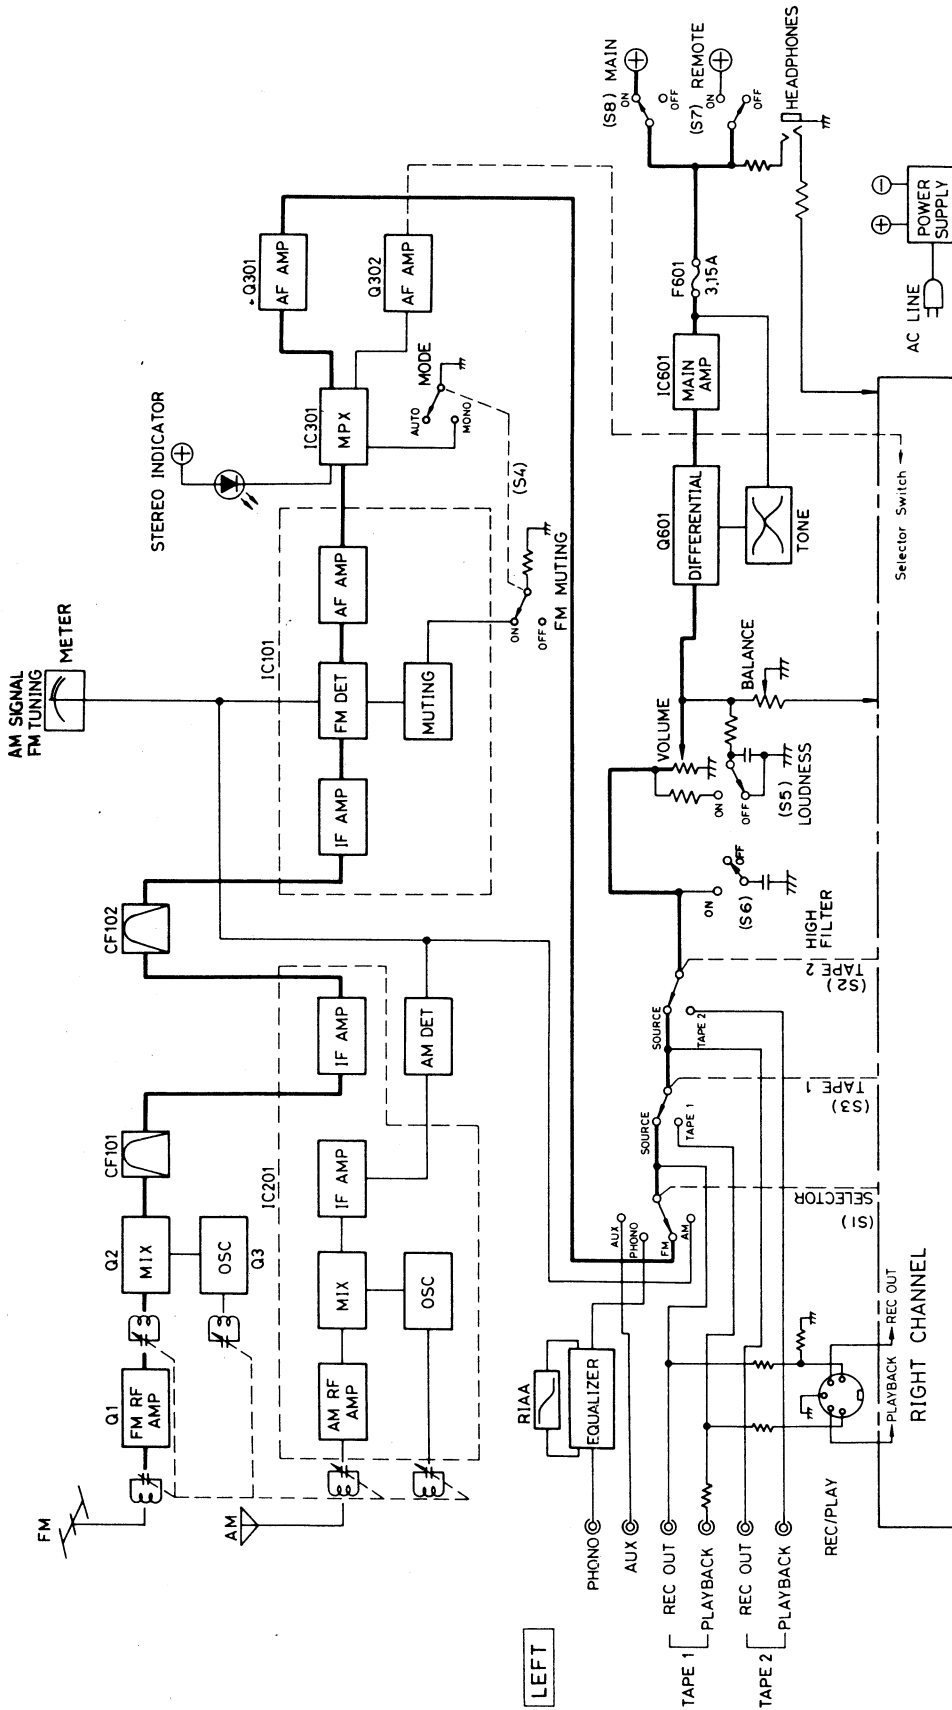 FM
Q1
FM RF
AMP
Q2
MIX
OSC
Q3
CF101
CF102
AM SIGNAL
FM TUNING
METER
STEREO INDICATOR
AM
IC201
AM RF
AMP
MIX
IF AMP
OSC
AM DET
IF AMP
IC101
IF AMP
FM DET
AF AMP
MUTING
ON
OFF
FM MUTING
(S4)
IC301
MPX
AUTO
MONO
MODE
Q301
AF AMP
Q302
AF AMP
LEFT
RIAA
EQUALIZER
PHONO
AUX
TAPE 1
REC OUT
PLAYBACK
TAPE 2
REC OUT
PLAYBACK
REC/PLAY
AUX
PHONO
FM
AM
SELECTOR
(S1)
SOURCE
TAPE 1
TAPE 1
(S3)
SOURCE
TAPE 2
TAPE 2
(S2)
HIGH
FILTER
ON
OFF
(S6)
VOLUME
ON
OFF
(S5)
LOUDNESS
BALANCE
Q601
DIFFERENTIAL
TONE
IC601
MAIN
AMP
F601
3.15A
(S8) MAIN
ON
OFF
(S7) REMOTE
ON
OFF
HEADPHONES
Selector Switch
AC LINE
POWER
SUPPLY
PLAYBACK
REC OUT
RIGHT CHANNEL